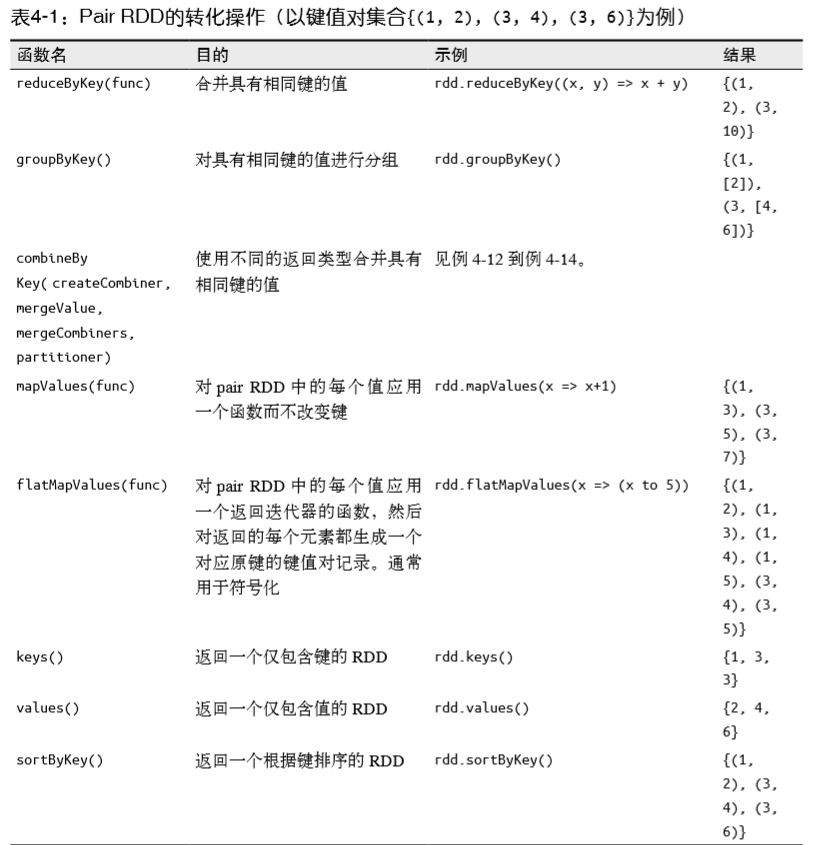 表4-1：Pair RDD的转化操作（以键值对集合{(1, 2), (3, 4), (3, 6)}为例）
函数名 目的 示例 结果
reduceByKey(func) 合并具有相同键的值 rdd.reduceByKey((x, y) => x + y) {(1,
2), (3,
10)}
groupByKey() 对具有相同键的值进行分组 rdd.groupByKey() {(1,
[2]),
(3, [4,
6])}
combineBy 使用不同的返回类型合并具有 见例 4-12 到例 4-14。
Key( createCombiner, 相同键的值
mergeValue,
mergeCombiners,
partitioner)
mapValues(func) 对 pair RDD 中的每个值应用 rdd.mapValues(x => x+1) {(1,
一个函数而不改变键 3), (3,
5), (3,
7)}
flatMapValues(func) 对 pair RDD 中的每个值应用 rdd.flatMapValues(x => (x to 5)) {(1,
一个返回迭代器的函数，然后 2), (1,
对返回的每个元素都生成一个 3), (1,
对应原键的键值对记录。通常 4), (1,
用于符号化 5), (3,
4), (3,
5)}
keys() 返回一个仅包含键的 RDD rdd.keys() {1, 3,
3}
values() 返回一个仅包含值的 RDD rdd.values() {2, 4,
6}
sortByKey() 返回一个根据键排序的 RDD rdd.sortByKey() {(1,
2), (3,
4), (3,
6)}